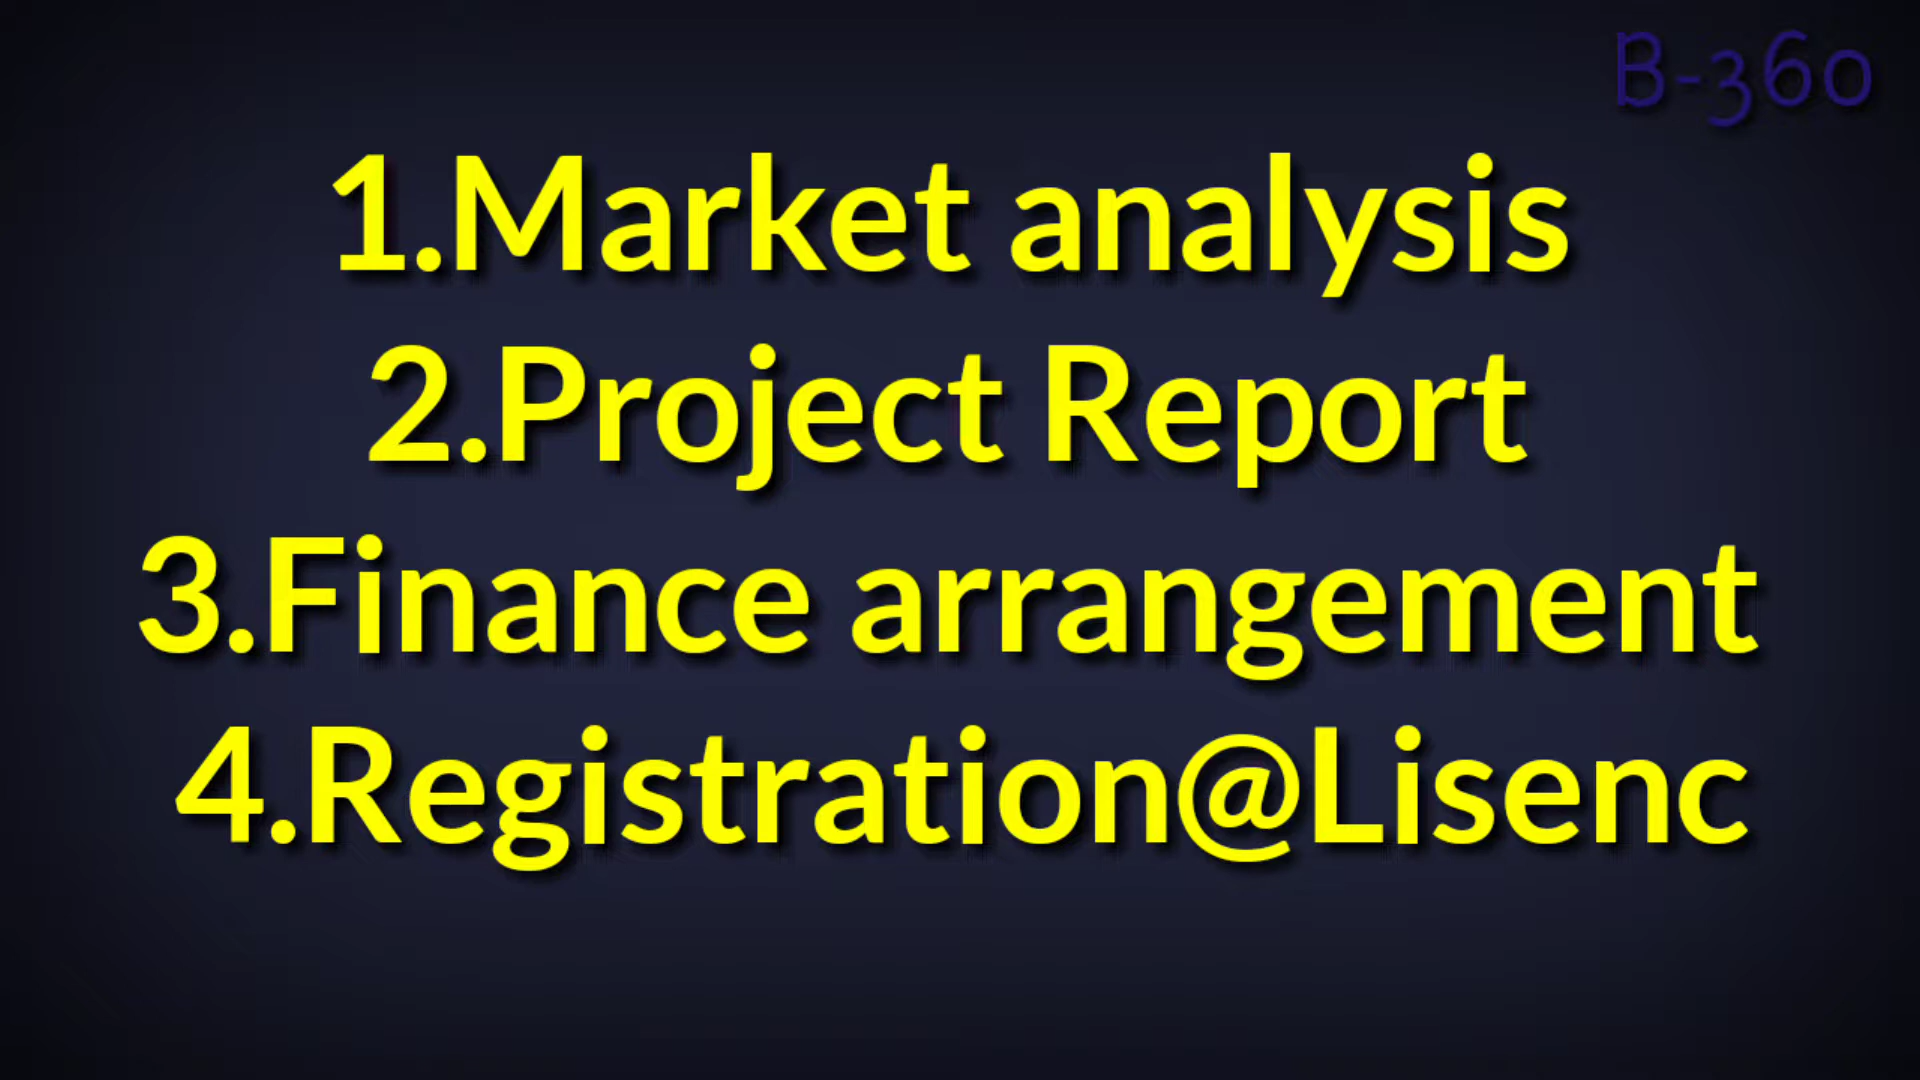 B-360
1.Market analysis
2.Project Report
3.Finance arrangement
4.Registration@Lisenc